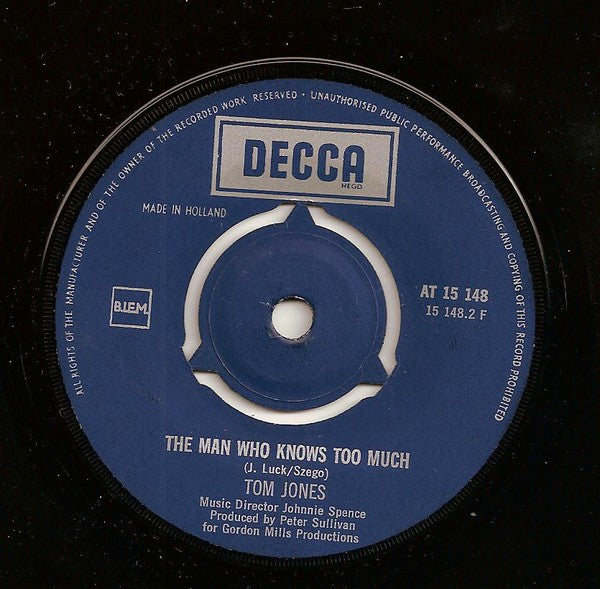 ALL RIGHTS OF THE MANUFACTURER AND OF THE OWNER OF THE RECORDED WORK RESERVED · UNAUTHORISED PUBLIC PERFORMANCE BROADCASTING AND COPYING OF THIS RECORD PROHIBITED
DECCA
REGD
MADE IN HOLLAND
B.I.E.M.
AT 15 148
15 148.2 F
THE MAN WHO KNOWS TOO MUCH
(J. Luck/Szego)
TOM JONES
Music Director Johnnie Spence
Produced by Peter Sullivan
for Gordon Mills Productions